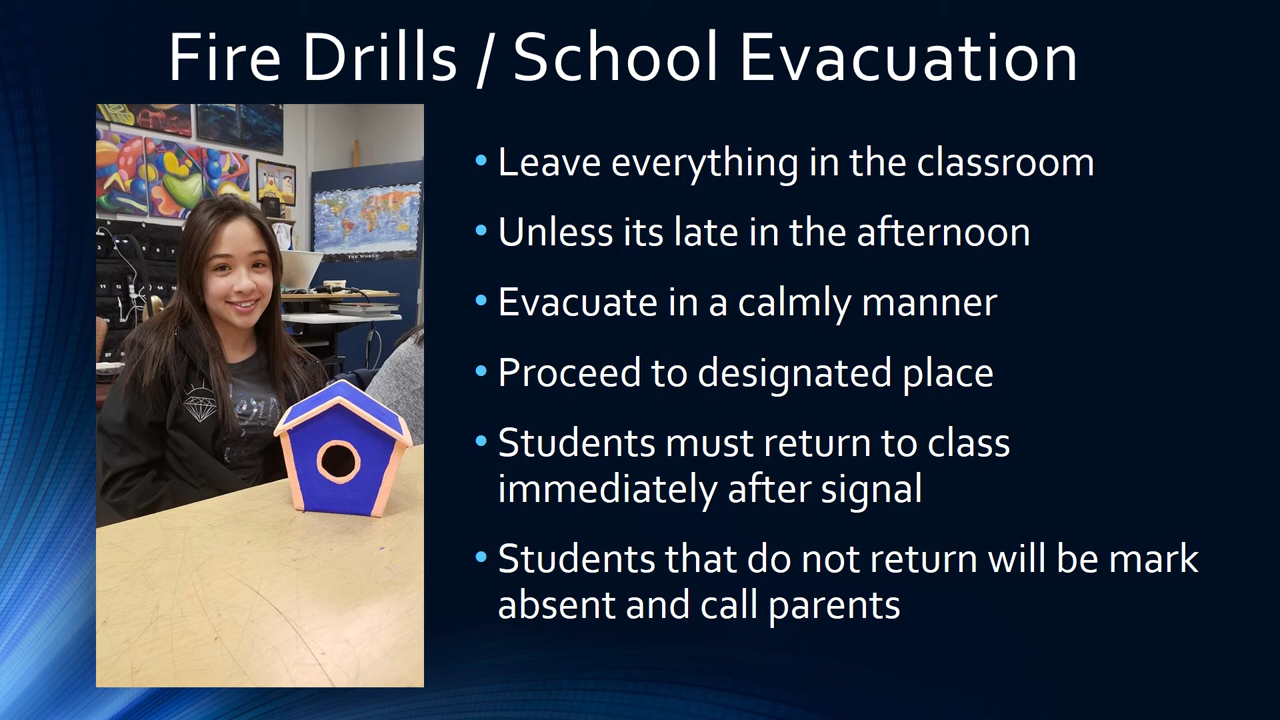 Fire Drills / School Evacuation
• Leave everything in the classroom
• Unless its late in the afternoon
• Evacuate in a calmly manner
• Proceed to designated place
• Students must return to class
immediately after signal
• Students that do not return will be mark
absent and call parents
THE WORLD